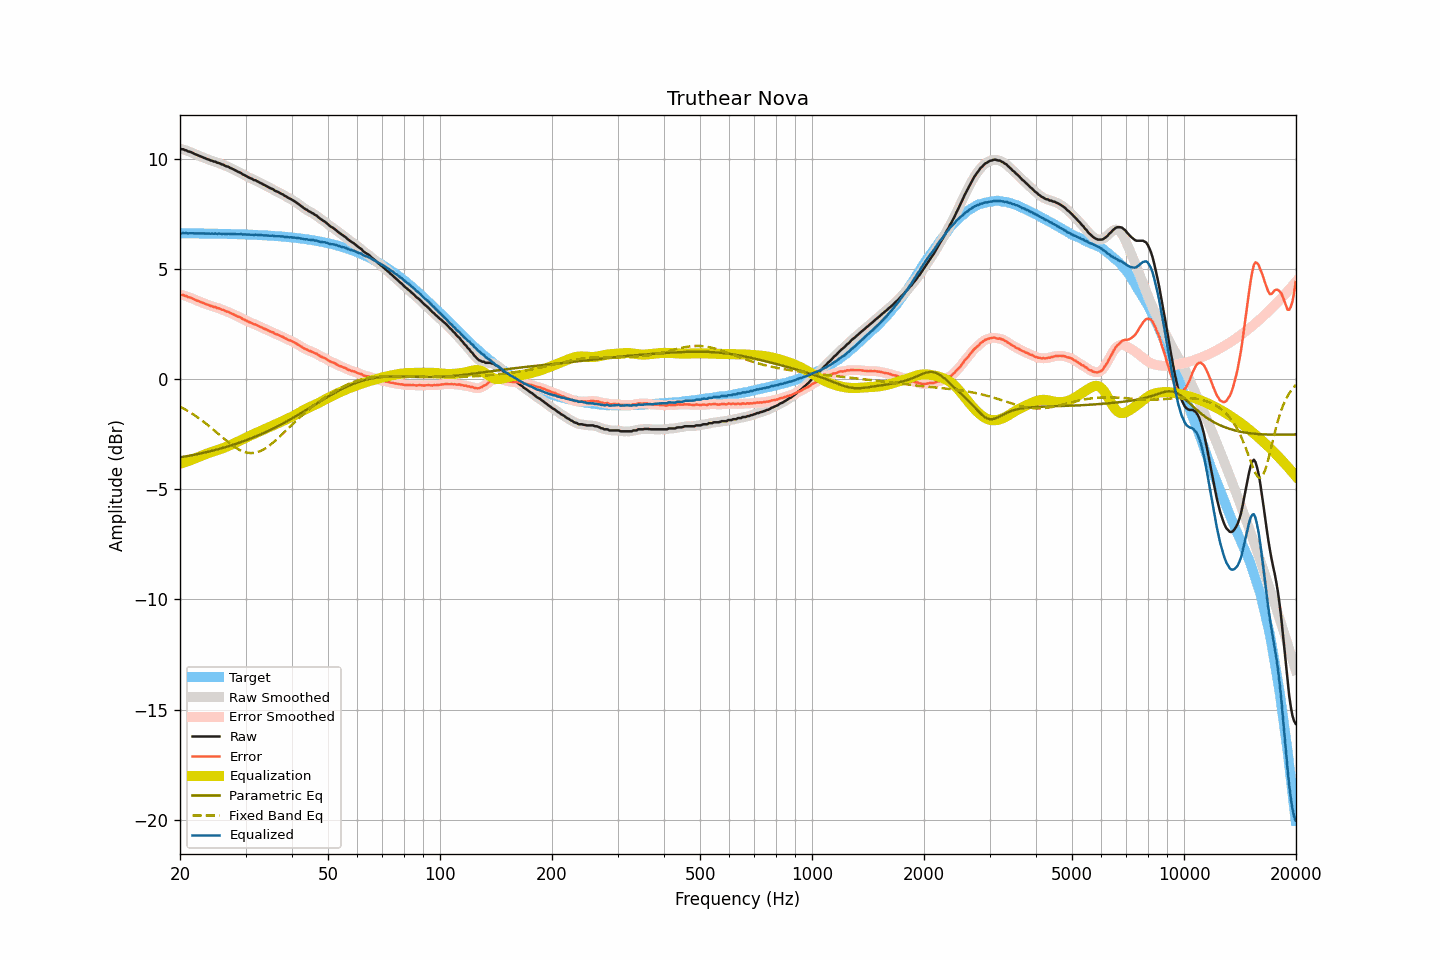 Truthear Nova
Amplitude (dBr)
10
5
0
−5
−10
−15
−20
Target
Raw Smoothed
Error Smoothed
Raw
Error
Equalization
Parametric Eq
Fixed Band Eq
Equalized
20 50 100 200 500 1000 2000 5000 10000 20000
Frequency (Hz)